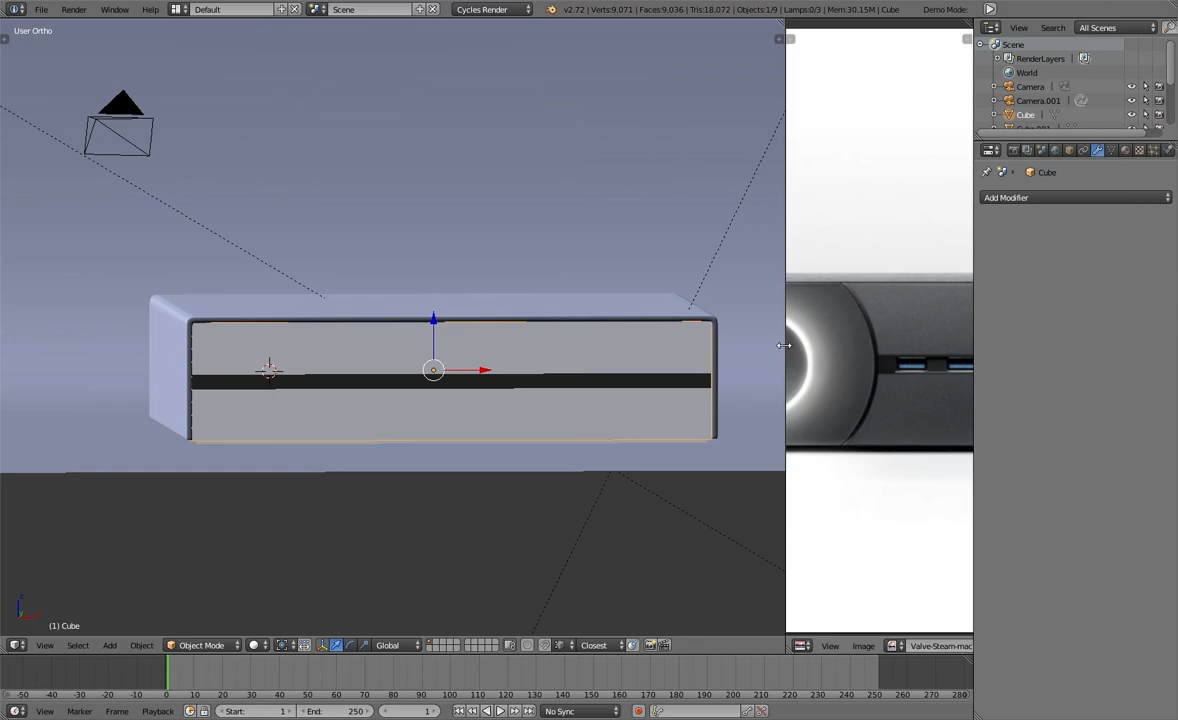 File Render Window Help Default Scene Cycles Render v2.72 | Verts:9,071 | Faces:9,036 | Tris:18,072 | Objects:1/9 | Lamps:0/3 | Mem:30.15M | Cube Demo Mode:
User Ortho
View Search All Scenes
Scene
RenderLayers
World
Camera
Camera.001
Cube
Cube
Add Modifier
(1) Cube
View Select Add Object Object Mode Global Closest View Image Valve-Steam-mac
-50 -40 -30 -20 -10 0 10 20 30 40 50 60 70 80 90 100 110 120 130 140 150 160 170 180 190 200 210 220 230 240 250 260 270 280
View Marker Frame Playback Start: 1 End: 250 1 No Sync